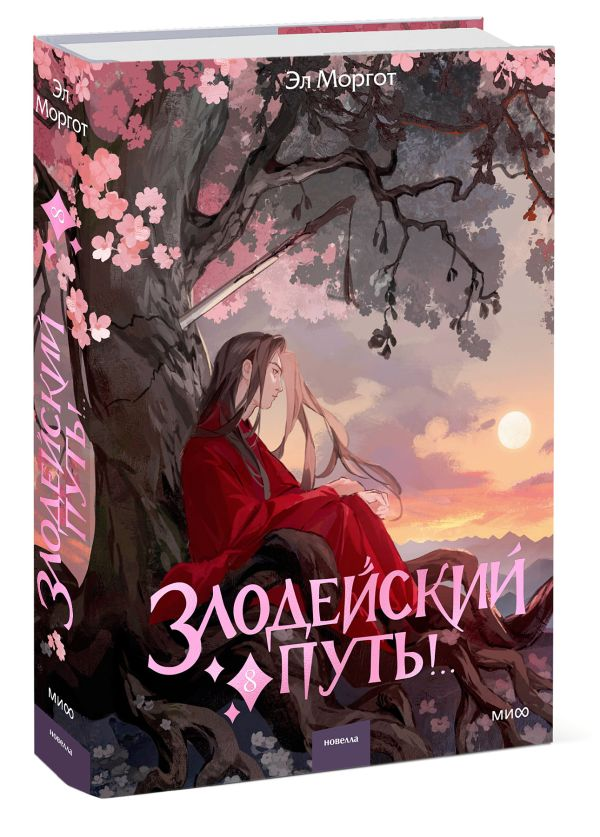 Эл Моргот
ЗЛОДЕЙСКИЙ
ПУТЬ!..
8
МИФ
новелла
Эл
Моргот
8
ЗЛОДЕЙСКИЙ
ПУТЬ!..
МИФ
новелла